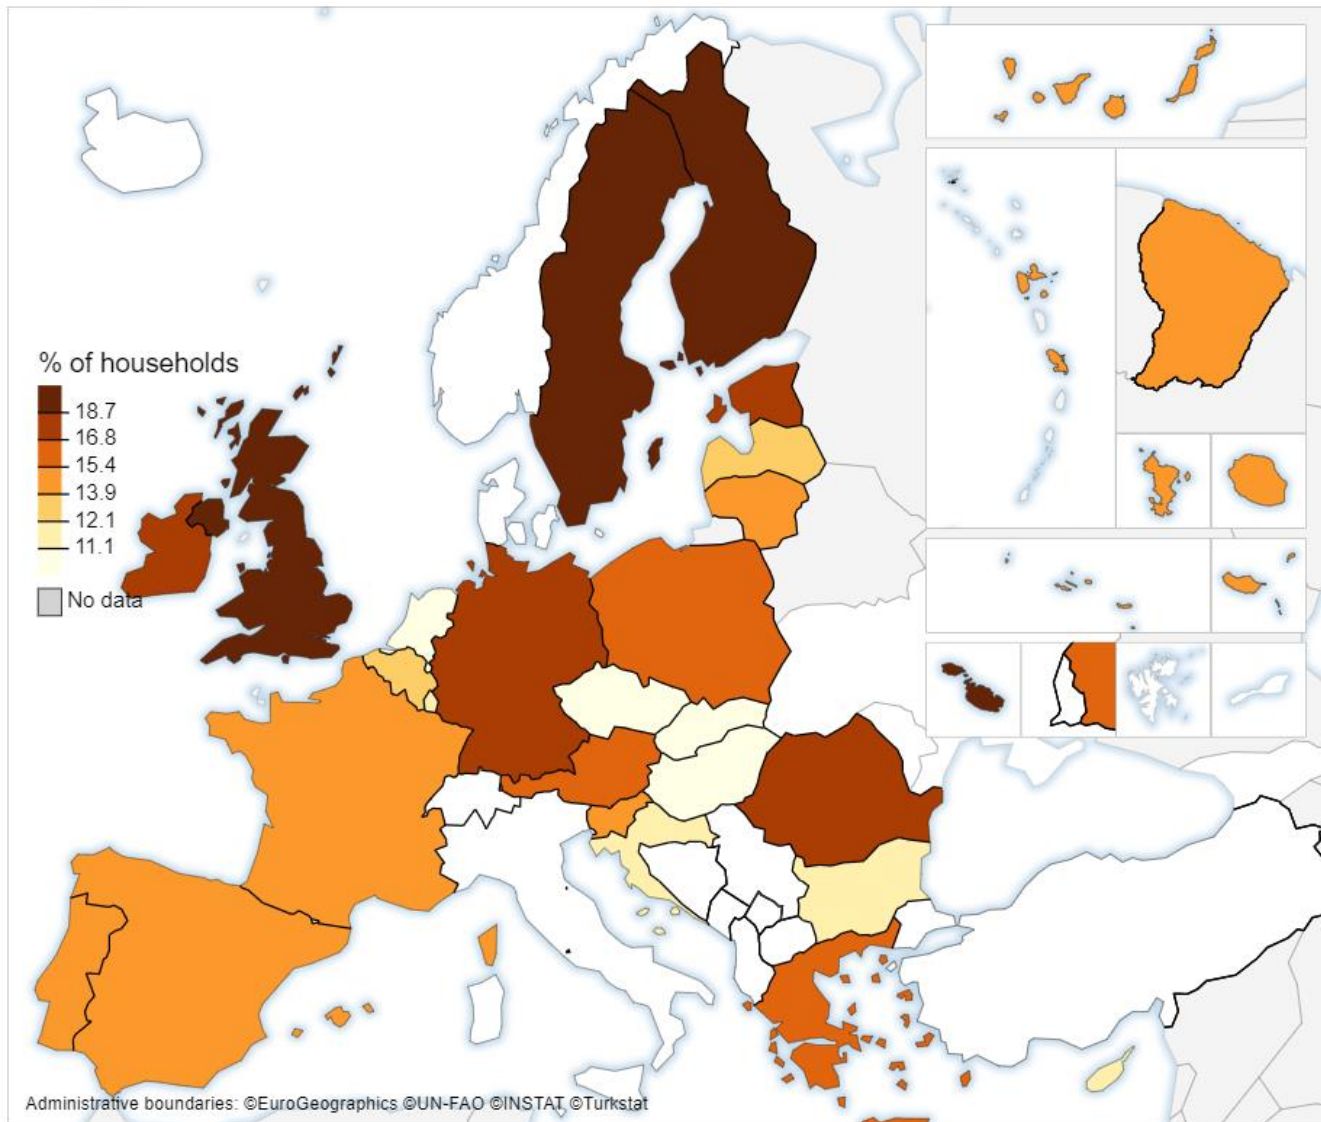 % of households
18.7
16.8
15.4
13.9
12.1
11.1
No data
Administrative boundaries: ©EuroGeographics ©UN-FAO ©INSTAT ©Turkstat